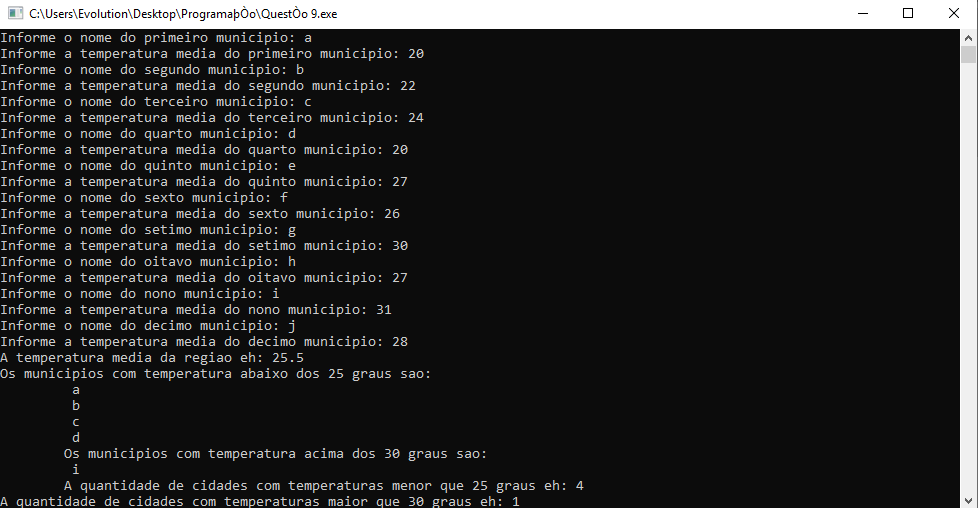 C:\Users\Evolution\Desktop\ProgramaþÒo\QuestÒo 9.exe
Informe o nome do primeiro municipio: a
Informe a temperatura media do primeiro municipio: 20
Informe o nome do segundo municipio: b
Informe a temperatura media do segundo municipio: 22
Informe o nome do terceiro municipio: c
Informe a temperatura media do terceiro municipio: 24
Informe o nome do quarto municipio: d
Informe a temperatura media do quarto municipio: 20
Informe o nome do quinto municipio: e
Informe a temperatura media do quinto municipio: 27
Informe o nome do sexto municipio: f
Informe a temperatura media do sexto municipio: 26
Informe o nome do setimo municipio: g
Informe a temperatura media do setimo municipio: 30
Informe o nome do oitavo municipio: h
Informe a temperatura media do oitavo municipio: 27
Informe o nome do nono municipio: i
Informe a temperatura media do nono municipio: 31
Informe o nome do decimo municipio: j
Informe a temperatura media do decimo municipio: 28
A temperatura media da regiao eh: 25.5
Os municipios com temperatura abaixo dos 25 graus sao:
a
b
c
d
Os municipios com temperatura acima dos 30 graus sao:
i
A quantidade de cidades com temperaturas menor que 25 graus eh: 4
A quantidade de cidades com temperaturas maior que 30 graus eh: 1